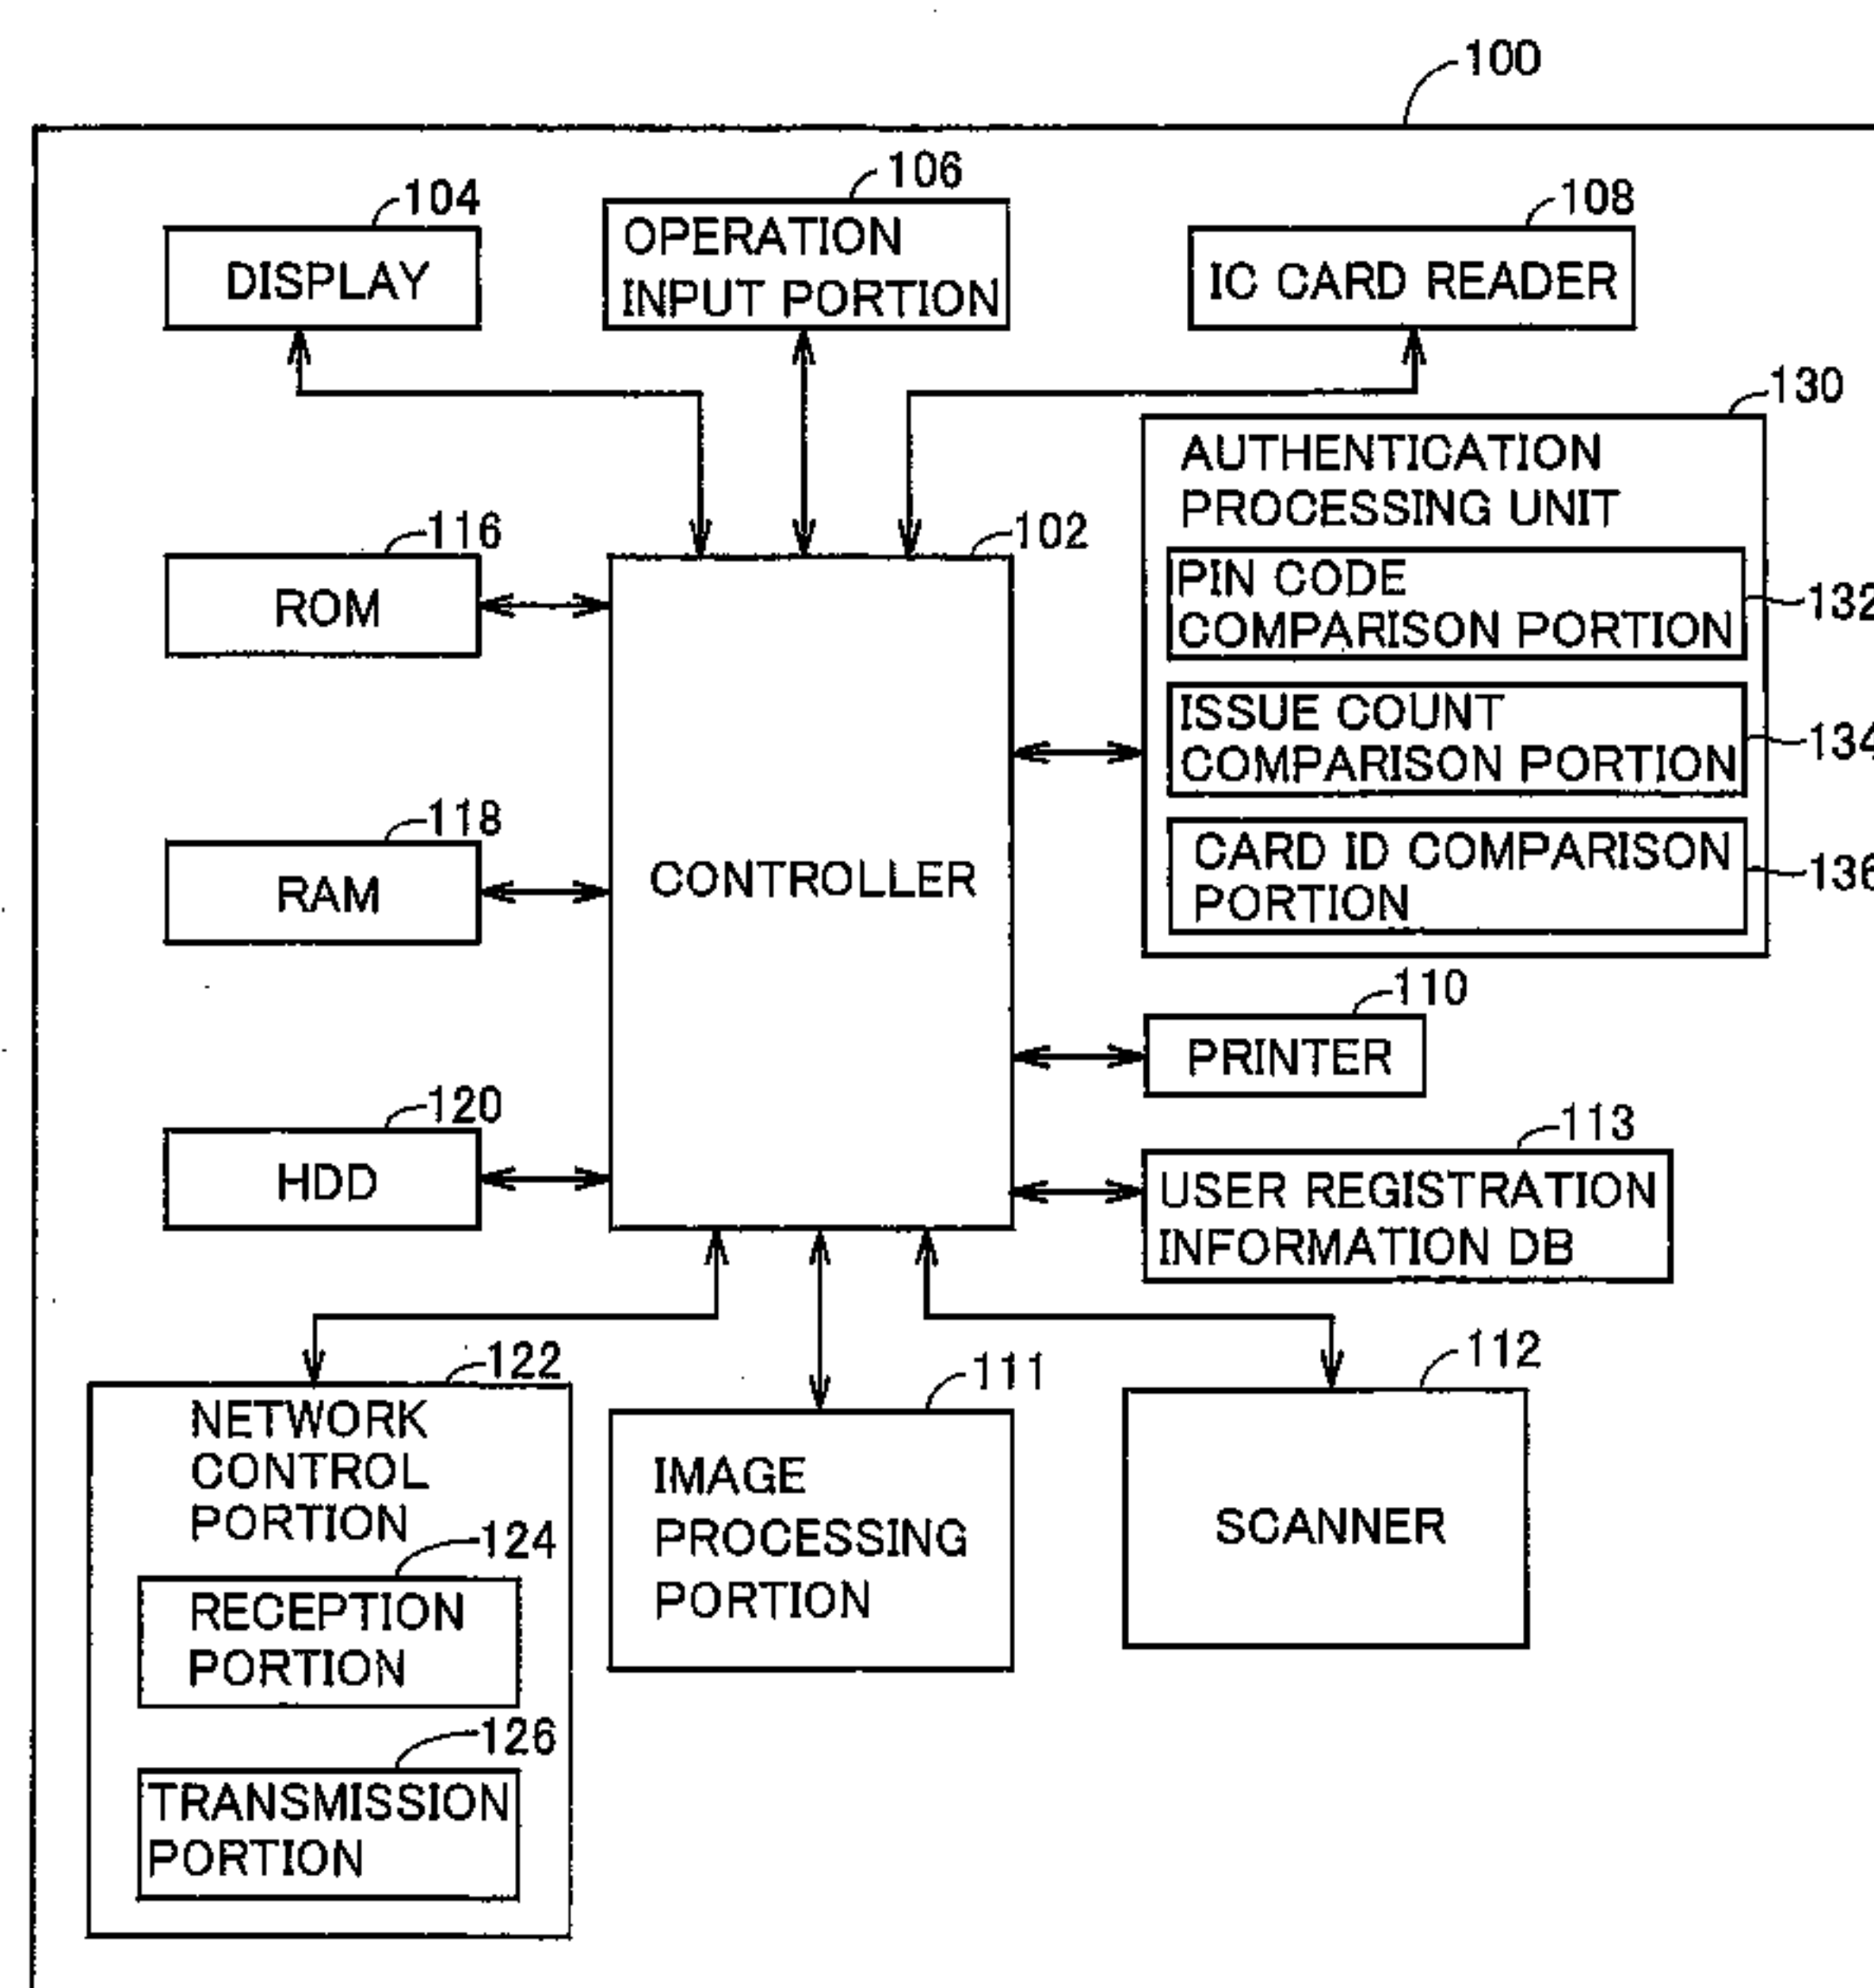 100
104
106
108
DISPLAY
OPERATION
INPUT PORTION
IC CARD READER
130
AUTHENTICATION
PROCESSING UNIT
116
102
ROM
PIN CODE
COMPARISON PORTION
132
ISSUE COUNT
COMPARISON PORTION
134
118
RAM
CONTROLLER
CARD ID COMPARISON
PORTION
136
110
PRINTER
120
HDD
113
USER REGISTRATION
INFORMATION DB
122
NETWORK
CONTROL
PORTION
111
112
IMAGE
PROCESSING
PORTION
SCANNER
124
RECEPTION
PORTION
126
TRANSMISSION
PORTION